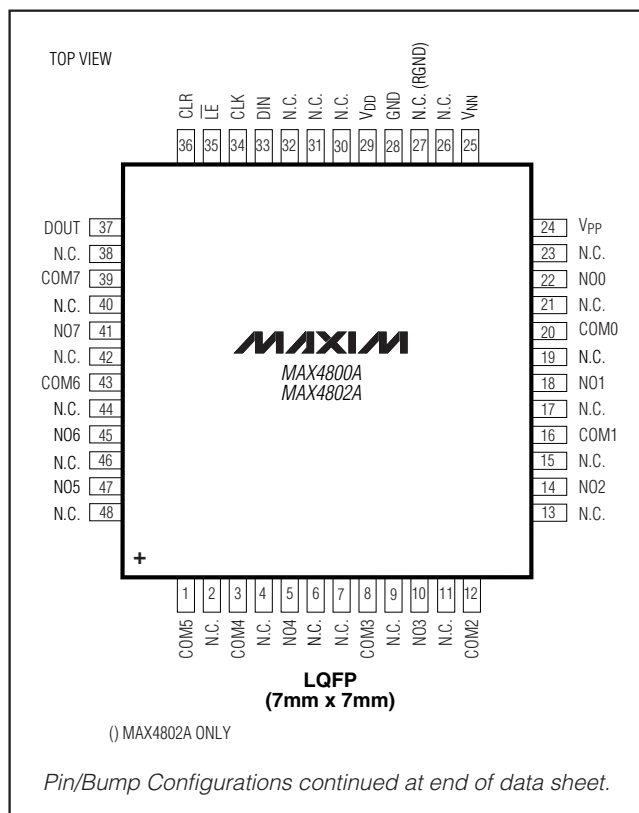 TOP VIEW
CLR
LE
CLK
DIN
N.C.
N.C.
N.C.
VDD
GND
N.C. (RGND)
N.C.
VNN
36 35 34 33 32 31 30 29 28 27 26 25
DOUT 37
N.C. 38
COM7 39
N.C. 40
NO7 41
N.C. 42
COM6 43
N.C. 44
NO6 45
N.C. 46
NO5 47
N.C. 48
MAXIM
MAX4800A
MAX4802A
24 VPP
23 N.C.
22 NO0
21 N.C.
20 COM0
19 N.C.
18 NO1
17 N.C.
16 COM1
15 N.C.
14 NO2
13 N.C.
+
1 2 3 4 5 6 7 8 9 10 11 12
COM5
N.C.
COM4
N.C.
NO4
N.C.
N.C.
COM3
N.C.
NO3
N.C.
COM2
LQFP
(7mm x 7mm)
() MAX4802A ONLY
Pin/Bump Configurations continued at end of data sheet.